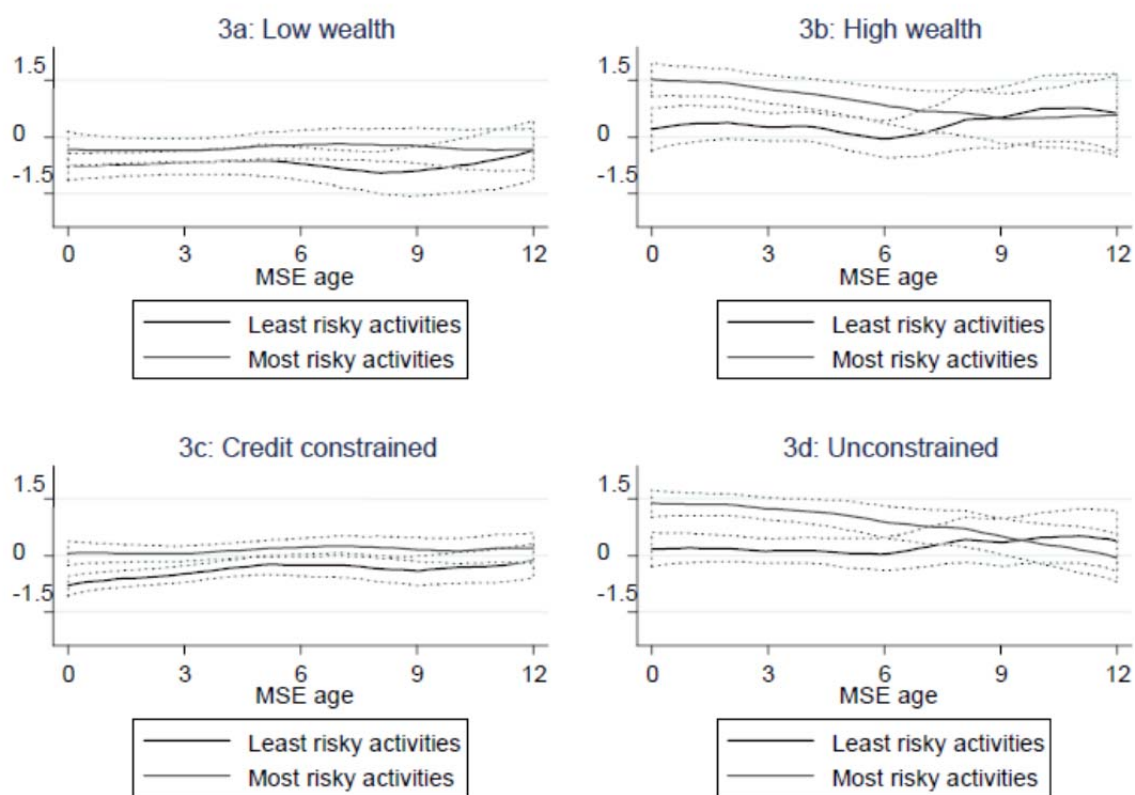 3a: Low wealth
1.5
0
-1.5
0 3 6 9 12
MSE age
Least risky activities
Most risky activities
3b: High wealth
1.5
0
-1.5
0 3 6 9 12
MSE age
Least risky activities
Most risky activities
3c: Credit constrained
1.5
0
-1.5
0 3 6 9 12
MSE age
Least risky activities
Most risky activities
3d: Unconstrained
1.5
0
-1.5
0 3 6 9 12
MSE age
Least risky activities
Most risky activities